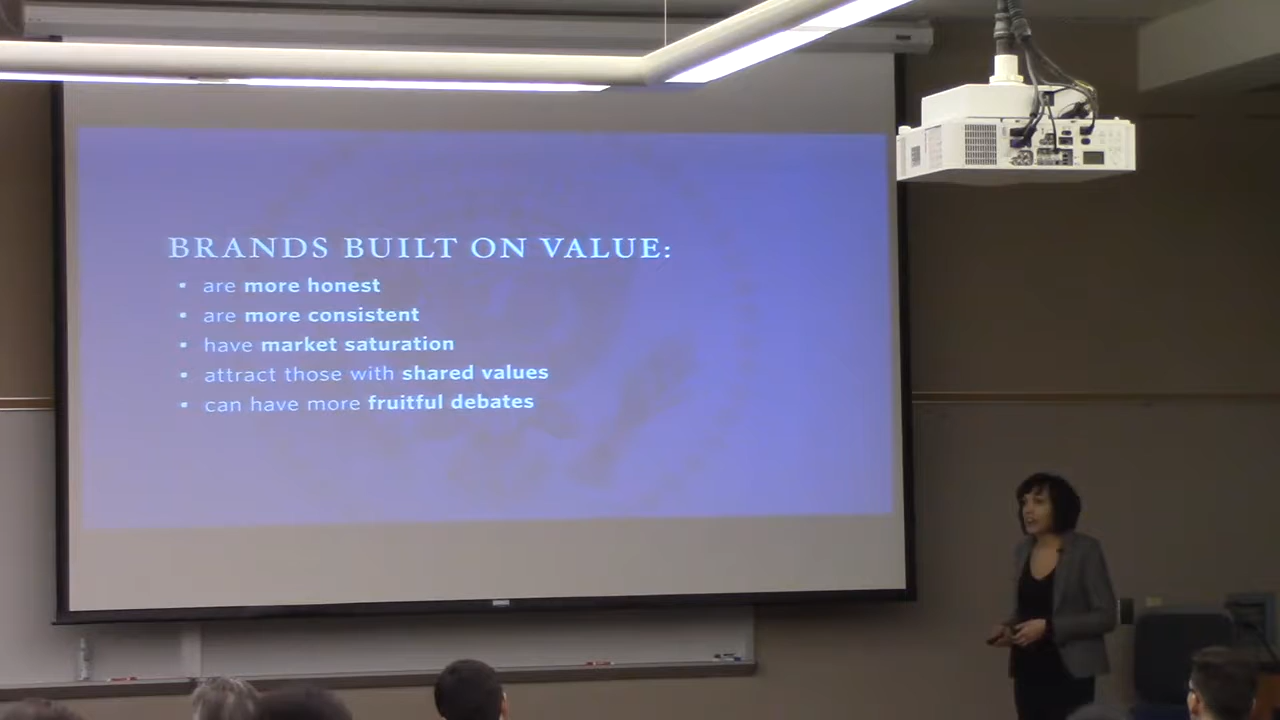 BRANDS BUILT ON VALUE:
• are more honest
• are more consistent
• have market saturation
• attract those with shared values
• can have more fruitful debates